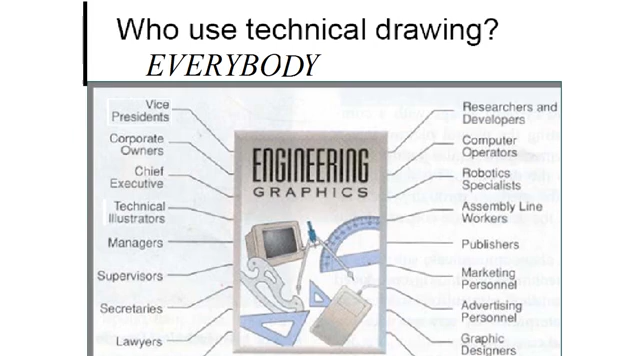 Who use technical drawing?
EVERYBODY
Vice
Presidents
Corporate
Owners
Chief
Executive
Technical
Illustrators
Managers
Supervisors
Secretaries
Lawyers
ENGINEERING
GRAPHICS
Researchers and
Developers
Computer
Operators
Robotics
Specialists
Assembly Line
Workers
Publishers
Marketing
Personnel
Advertising
Personnel
Graphic
Designers